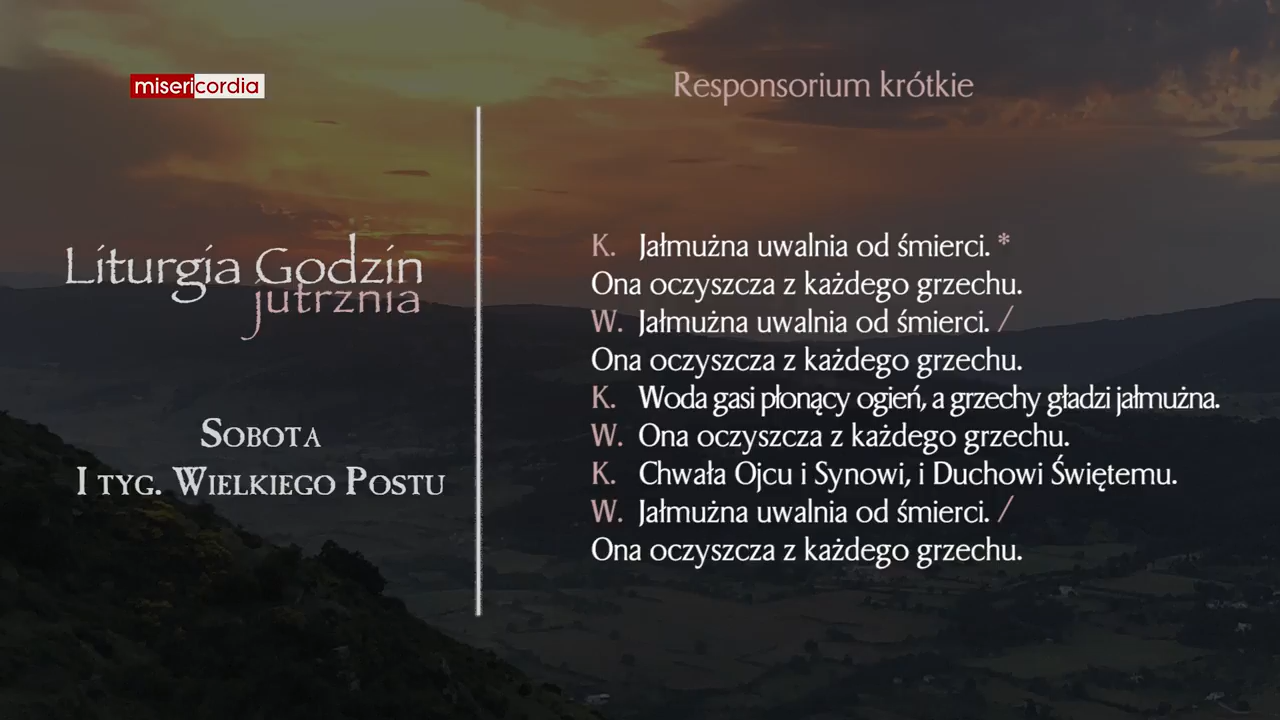 misericordia
Liturgia Godzin
jutrznia
Sobota
I tyg. Wielkiego Postu
Responsorium krótkie
K. Jałmużna uwalnia od śmierci. *
Ona oczyszcza z każdego grzechu.
W. Jałmużna uwalnia od śmierci. /
Ona oczyszcza z każdego grzechu.
K. Woda gasi płonący ogień, a grzechy gładzi jałmużna.
W. Ona oczyszcza z każdego grzechu.
K. Chwała Ojcu i Synowi, i Duchowi Świętemu.
W. Jałmużna uwalnia od śmierci. /
Ona oczyszcza z każdego grzechu.